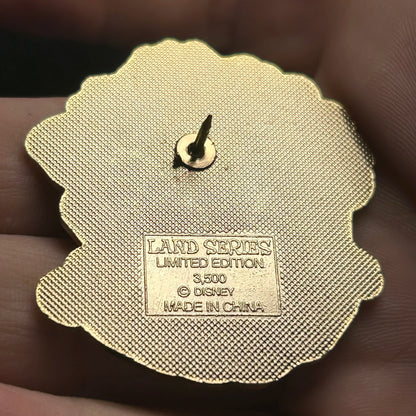 LAND SERIES
LIMITED EDITION
3,500
© DISNEY
MADE IN CHINA